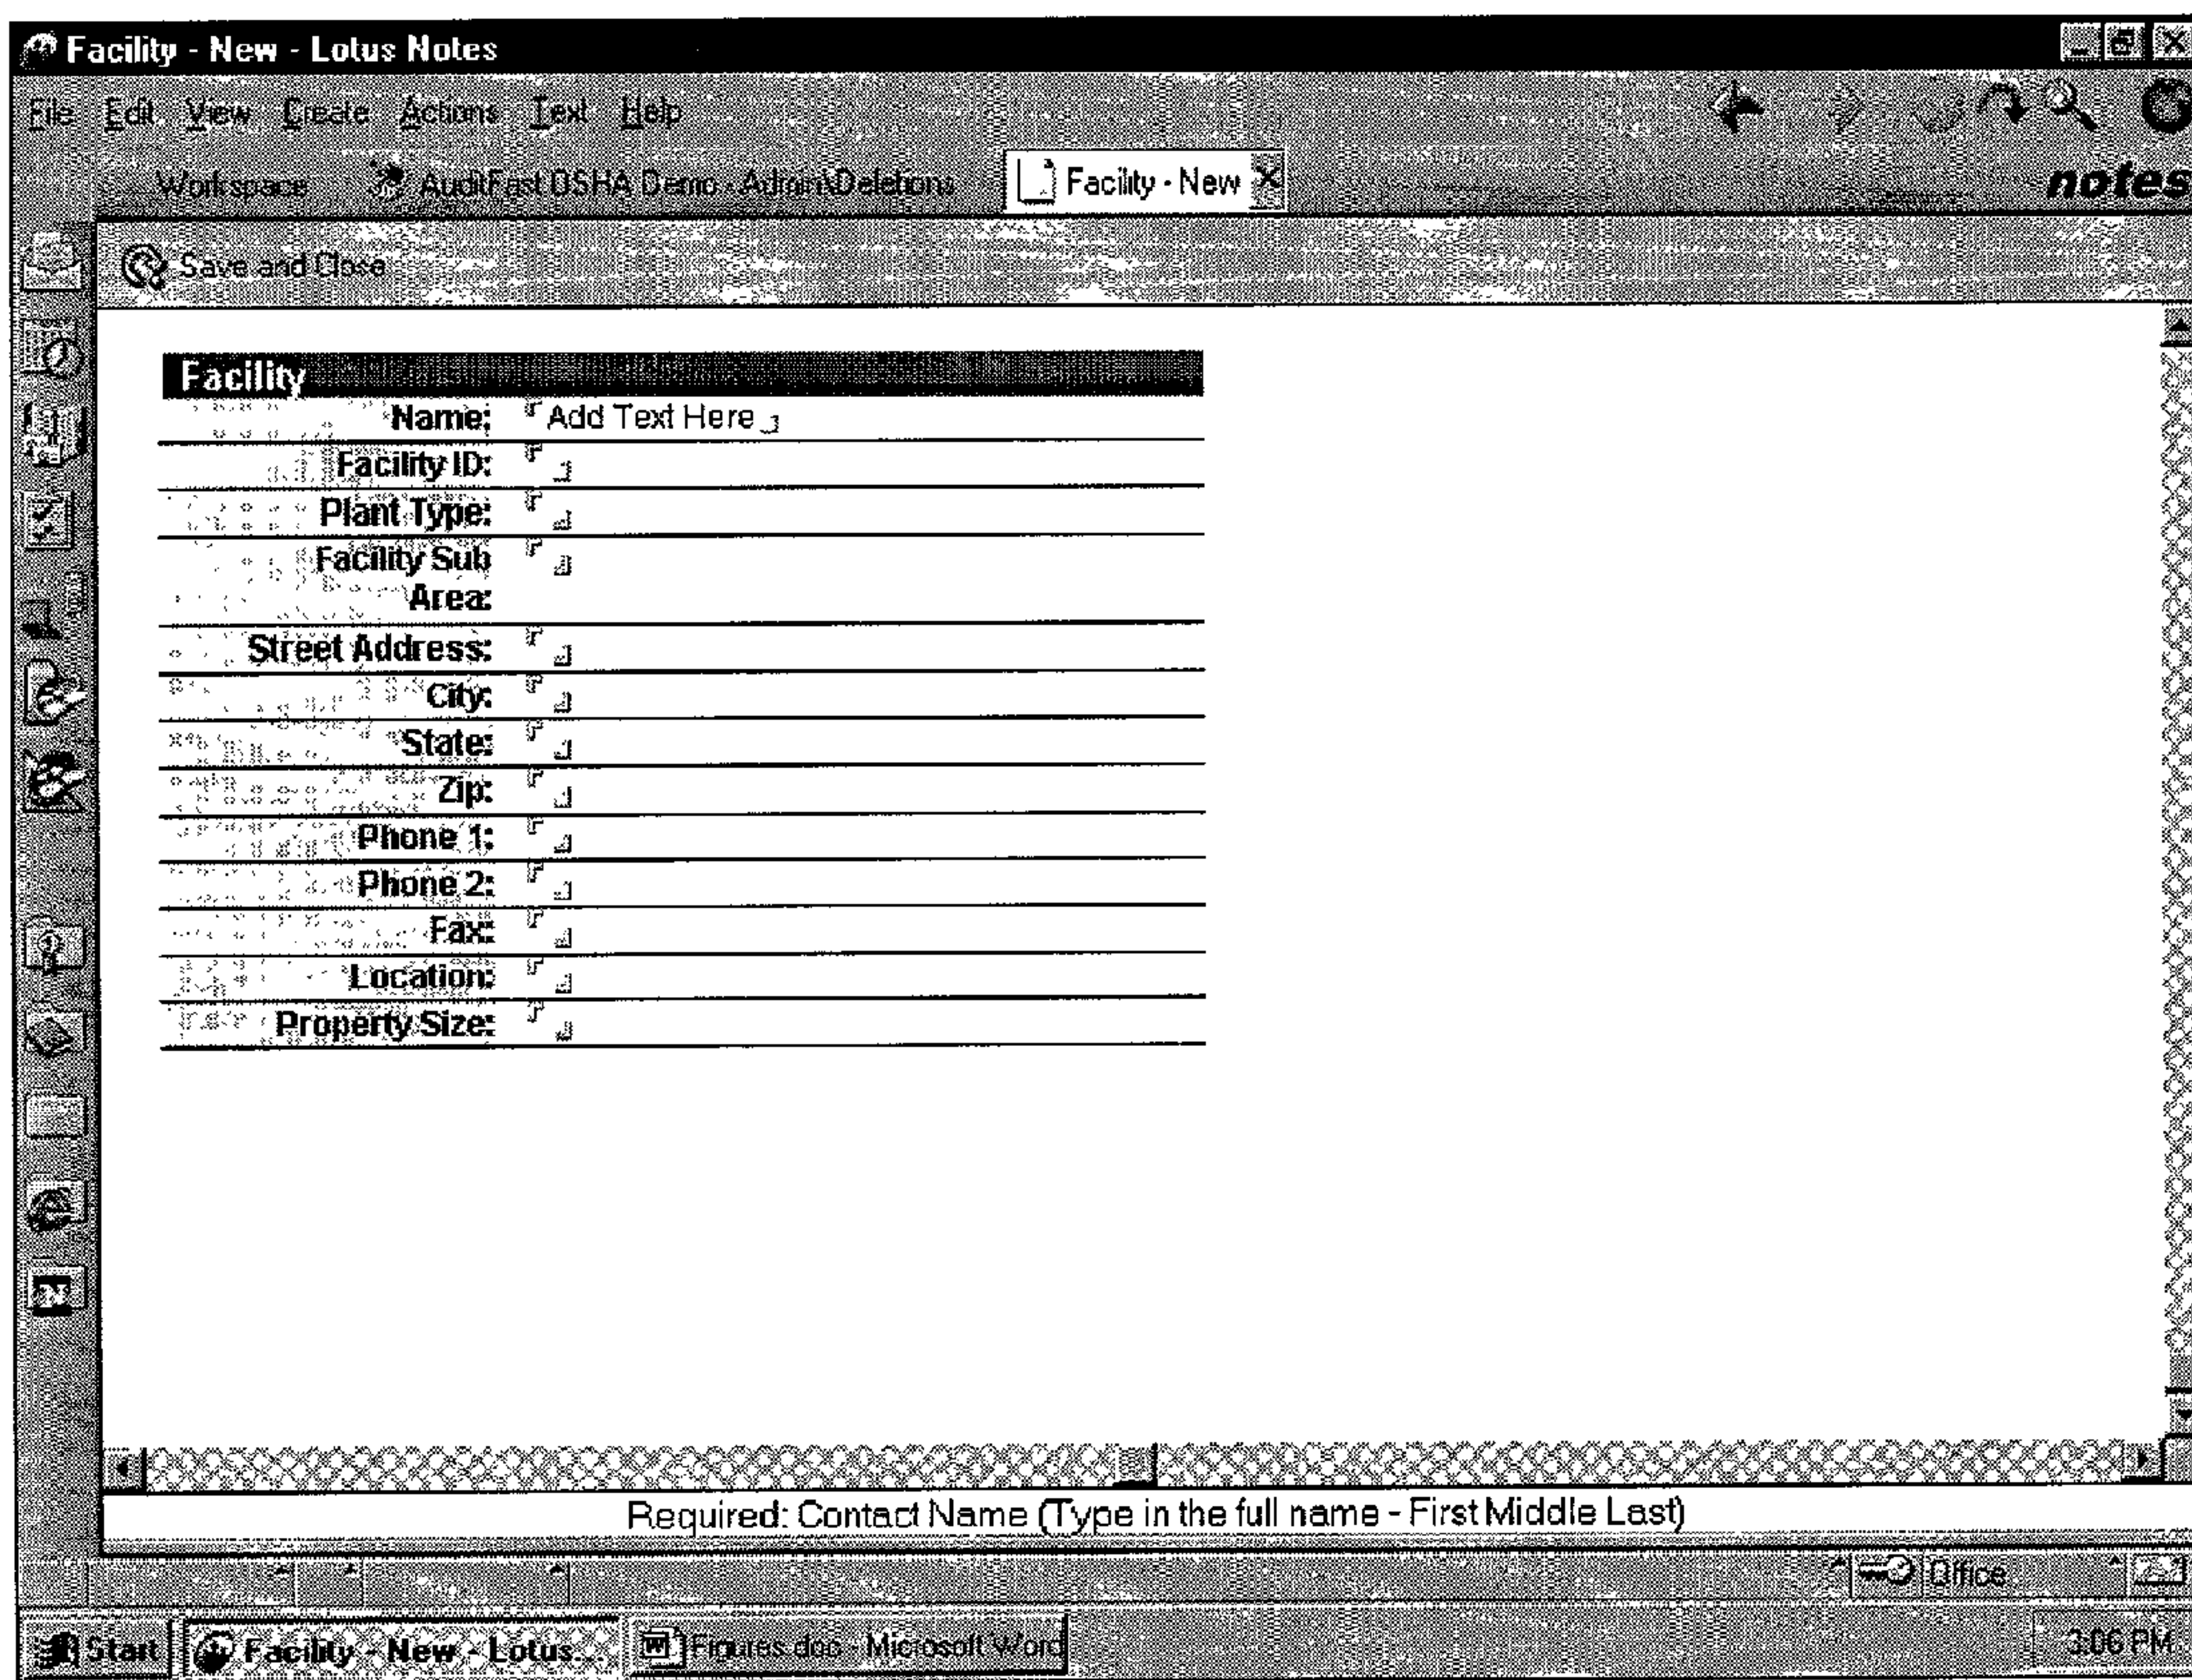 Facility - New - Lotus Notes
File Edit View Create Actions Text Help
Workspace AuditFast OSHA Demo - Admin\Deletions Facility - New
notes
Save and Close
Facility
Name: Add Text Here
Facility ID:
Plant Type:
Facility Sub
Area:
Street Address:
City:
State:
Zip:
Phone 1:
Phone 2:
Fax:
Location:
Property Size:
Required: Contact Name (Type in the full name - First Middle Last)
Office
Start Facility - New - Lotus... Figures.doc - Microsoft Word 3:06 PM